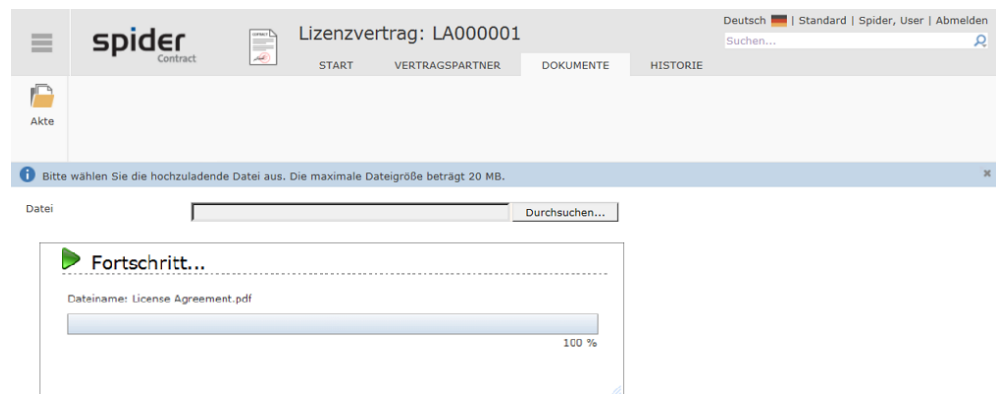 Deutsch | Standard | Spider, User | Abmelden
spider
Contract
CONTRACT
Lizenzvertrag: LA000001
Suchen...
START VERTRAGSPARTNER DOKUMENTE HISTORIE
Akte
Bitte wählen Sie die hochzuladende Datei aus. Die maximale Dateigröße beträgt 20 MB.
Datei
Durchsuchen...
Fortschritt...
Dateiname: License Agreement.pdf
100 %